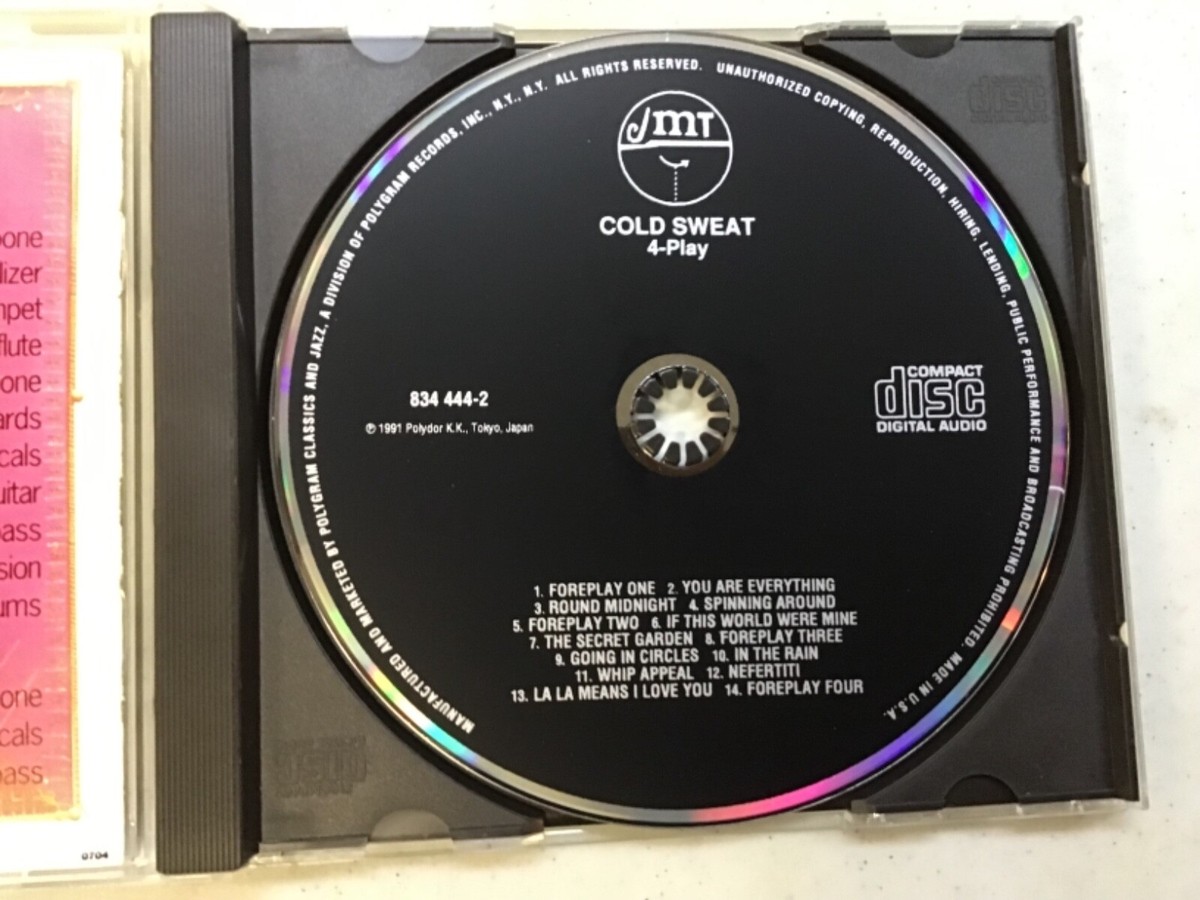 one
lizer
pet
flute
one
ards
cals
uitar
bass
sion
ums
one
cals
bass
0704
MANUFACTURED AND MARKETED BY POLYGRAM CLASSICS AND JAZZ, A DIVISION OF POLYGRAM RECORDS, INC., N.Y., N.Y. ALL RIGHTS RESERVED. UNAUTHORIZED COPYING, REPRODUCTION, HIRING, LENDING, PUBLIC PERFORMANCE AND BROADCASTING PROHIBITED. MADE IN U.S.A.
JMT
COLD SWEAT
4-Play
834 444-2
℗ 1991 Polydor K.K., Tokyo, Japan
COMPACT
disc
DIGITAL AUDIO
1. FOREPLAY ONE 2. YOU ARE EVERYTHING
3. ROUND MIDNIGHT 4. SPINNING AROUND
5. FOREPLAY TWO 6. IF THIS WORLD WERE MINE
7. THE SECRET GARDEN 8. FOREPLAY THREE
9. GOING IN CIRCLES 10. IN THE RAIN
11. WHIP APPEAL 12. NEFERTITI
13. LA LA MEANS I LOVE YOU 14. FOREPLAY FOUR
disc